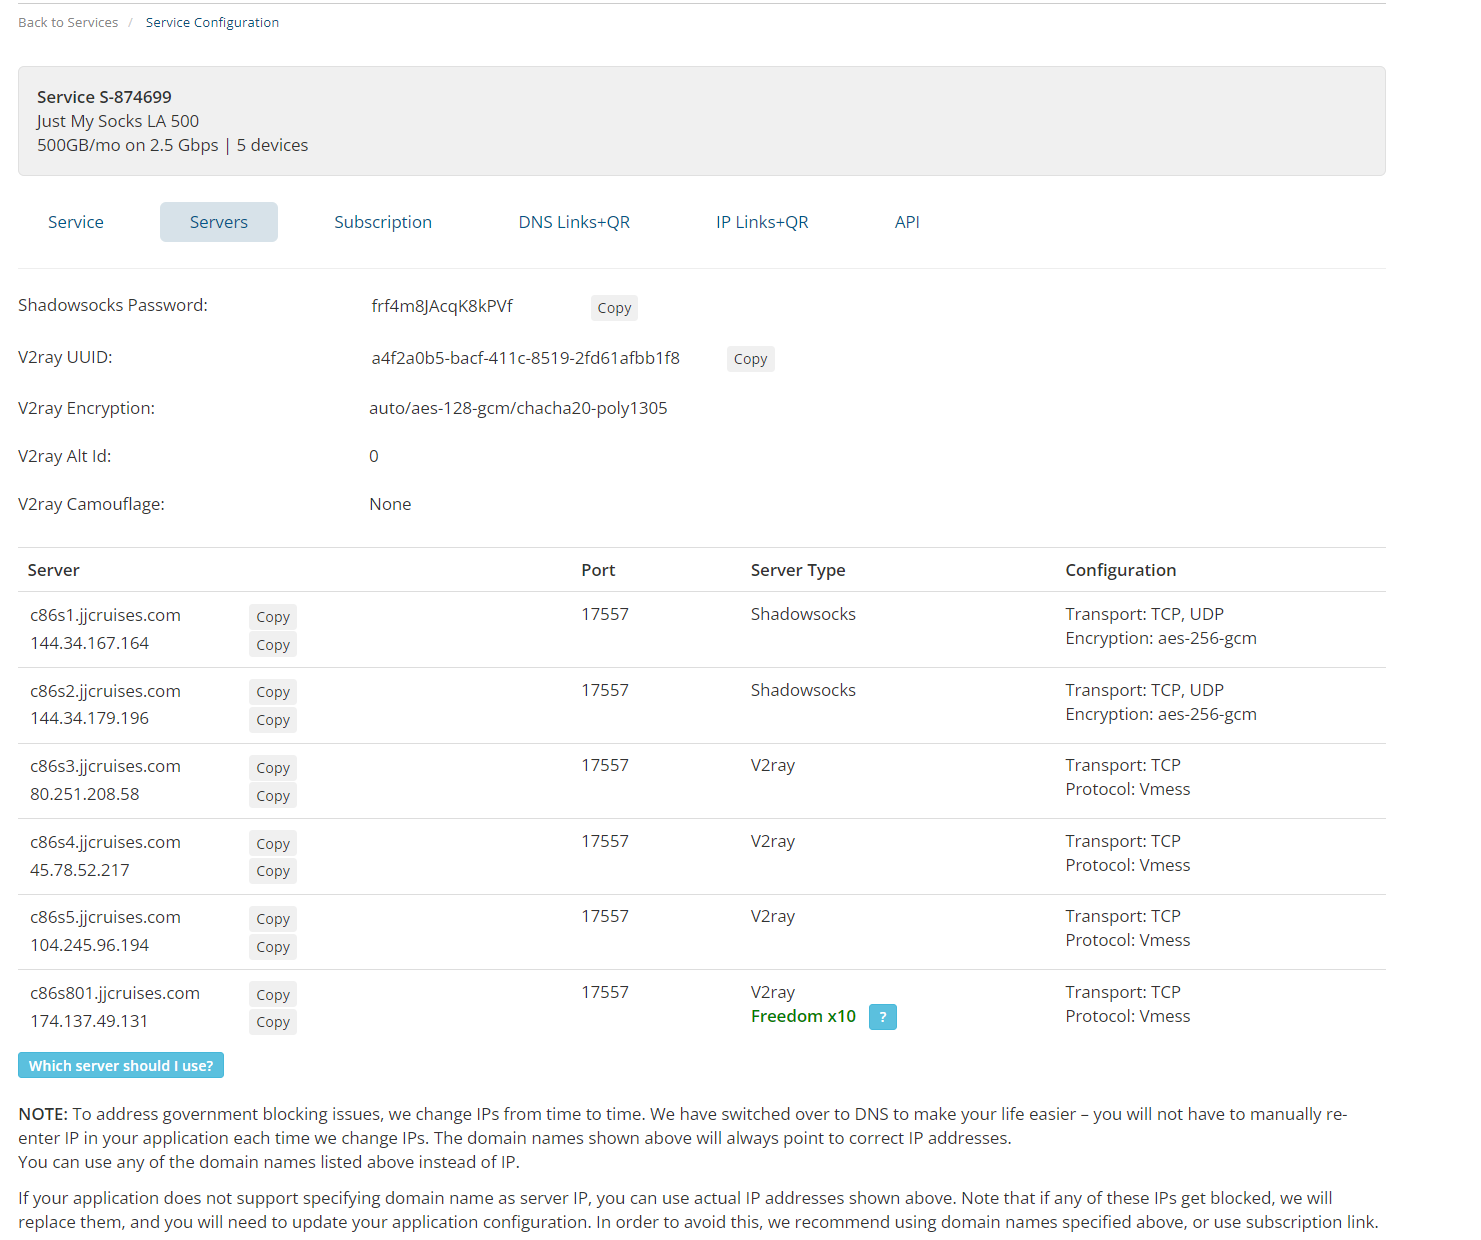 Back to Services / Service Configuration
Service S-874699
Just My Socks LA 500
500GB/mo on 2.5 Gbps | 5 devices
Service Servers Subscription DNS Links+QR IP Links+QR API
Shadowsocks Password: frf4m8JAcqK8kPVf Copy
V2ray UUID: a4f2a0b5-bacf-411c-8519-2fd61afbb1f8 Copy
V2ray Encryption: auto/aes-128-gcm/chacha20-poly1305
V2ray Alt Id: 0
V2ray Camouflage: None
Server Port Server Type Configuration
c86s1.jjcruises.com Copy 17557 Shadowsocks Transport: TCP, UDP
144.34.167.164 Copy Encryption: aes-256-gcm
c86s2.jjcruises.com Copy 17557 Shadowsocks Transport: TCP, UDP
144.34.179.196 Copy Encryption: aes-256-gcm
c86s3.jjcruises.com Copy 17557 V2ray Transport: TCP
80.251.208.58 Copy Protocol: Vmess
c86s4.jjcruises.com Copy 17557 V2ray Transport: TCP
45.78.52.217 Copy Protocol: Vmess
c86s5.jjcruises.com Copy 17557 V2ray Transport: TCP
104.245.96.194 Copy Protocol: Vmess
c86s801.jjcruises.com Copy 17557 V2ray Transport: TCP
174.137.49.131 Copy Freedom x10 ? Protocol: Vmess
Which server should I use?
NOTE: To address government blocking issues, we change IPs from time to time. We have switched over to DNS to make your life easier – you will not have to manually re-
enter IP in your application each time we change IPs. The domain names shown above will always point to correct IP addresses.
You can use any of the domain names listed above instead of IP.
If your application does not support specifying domain name as server IP, you can use actual IP addresses shown above. Note that if any of these IPs get blocked, we will
replace them, and you will need to update your application configuration. In order to avoid this, we recommend using domain names specified above, or use subscription link.